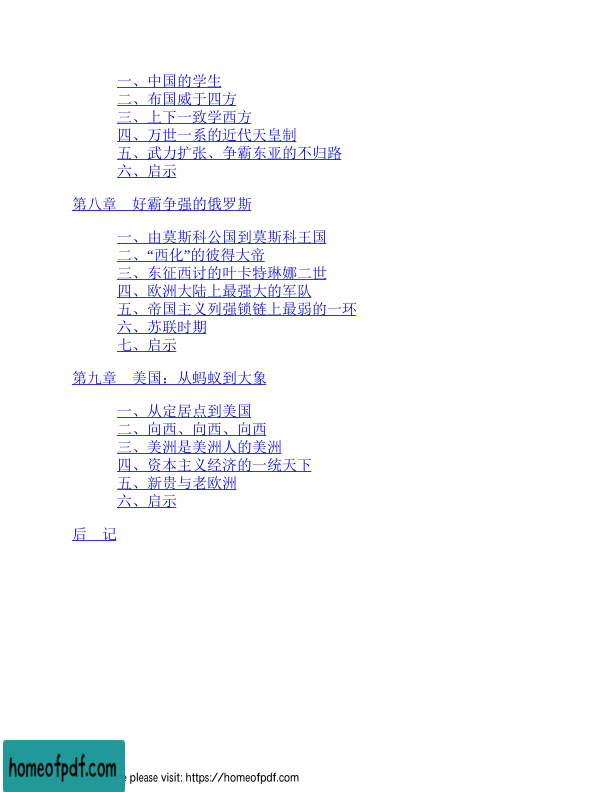 一、中国的学生
二、布国威于四方
三、上下一致学西方
四、万世一系的近代天皇制
五、武力扩张、争霸东亚的不归路
六、启示
第八章　好霸争强的俄罗斯
一、由莫斯科公国到莫斯科王国
二、“西化”的彼得大帝
三、东征西讨的叶卡特琳娜二世
四、欧洲大陆上最强大的军队
五、帝国主义列强锁链上最弱的一环
六、苏联时期
七、启示
第九章　美国：从蚂蚁到大象
一、从定居点到美国
二、向西、向西、向西
三、美洲是美洲人的美洲
四、资本主义经济的一统天下
五、新贵与老欧洲
六、启示
后　记
homeofpdf.com
please visit: https://homeofpdf.com